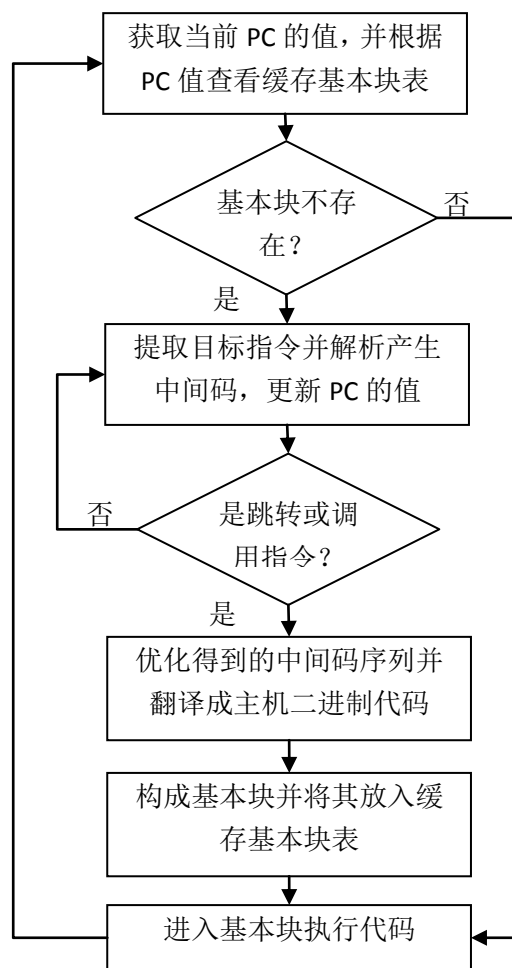 获取当前 PC 的值，并根据
PC 值查看缓存基本块表
基本块不存
在？
否
是
提取目标指令并解析产生
中间码，更新 PC 的值
否
是跳转或调
用指令？
是
优化得到的中间码序列并
翻译成主机二进制代码
构成基本块并将其放入缓
存基本块表
进入基本块执行代码